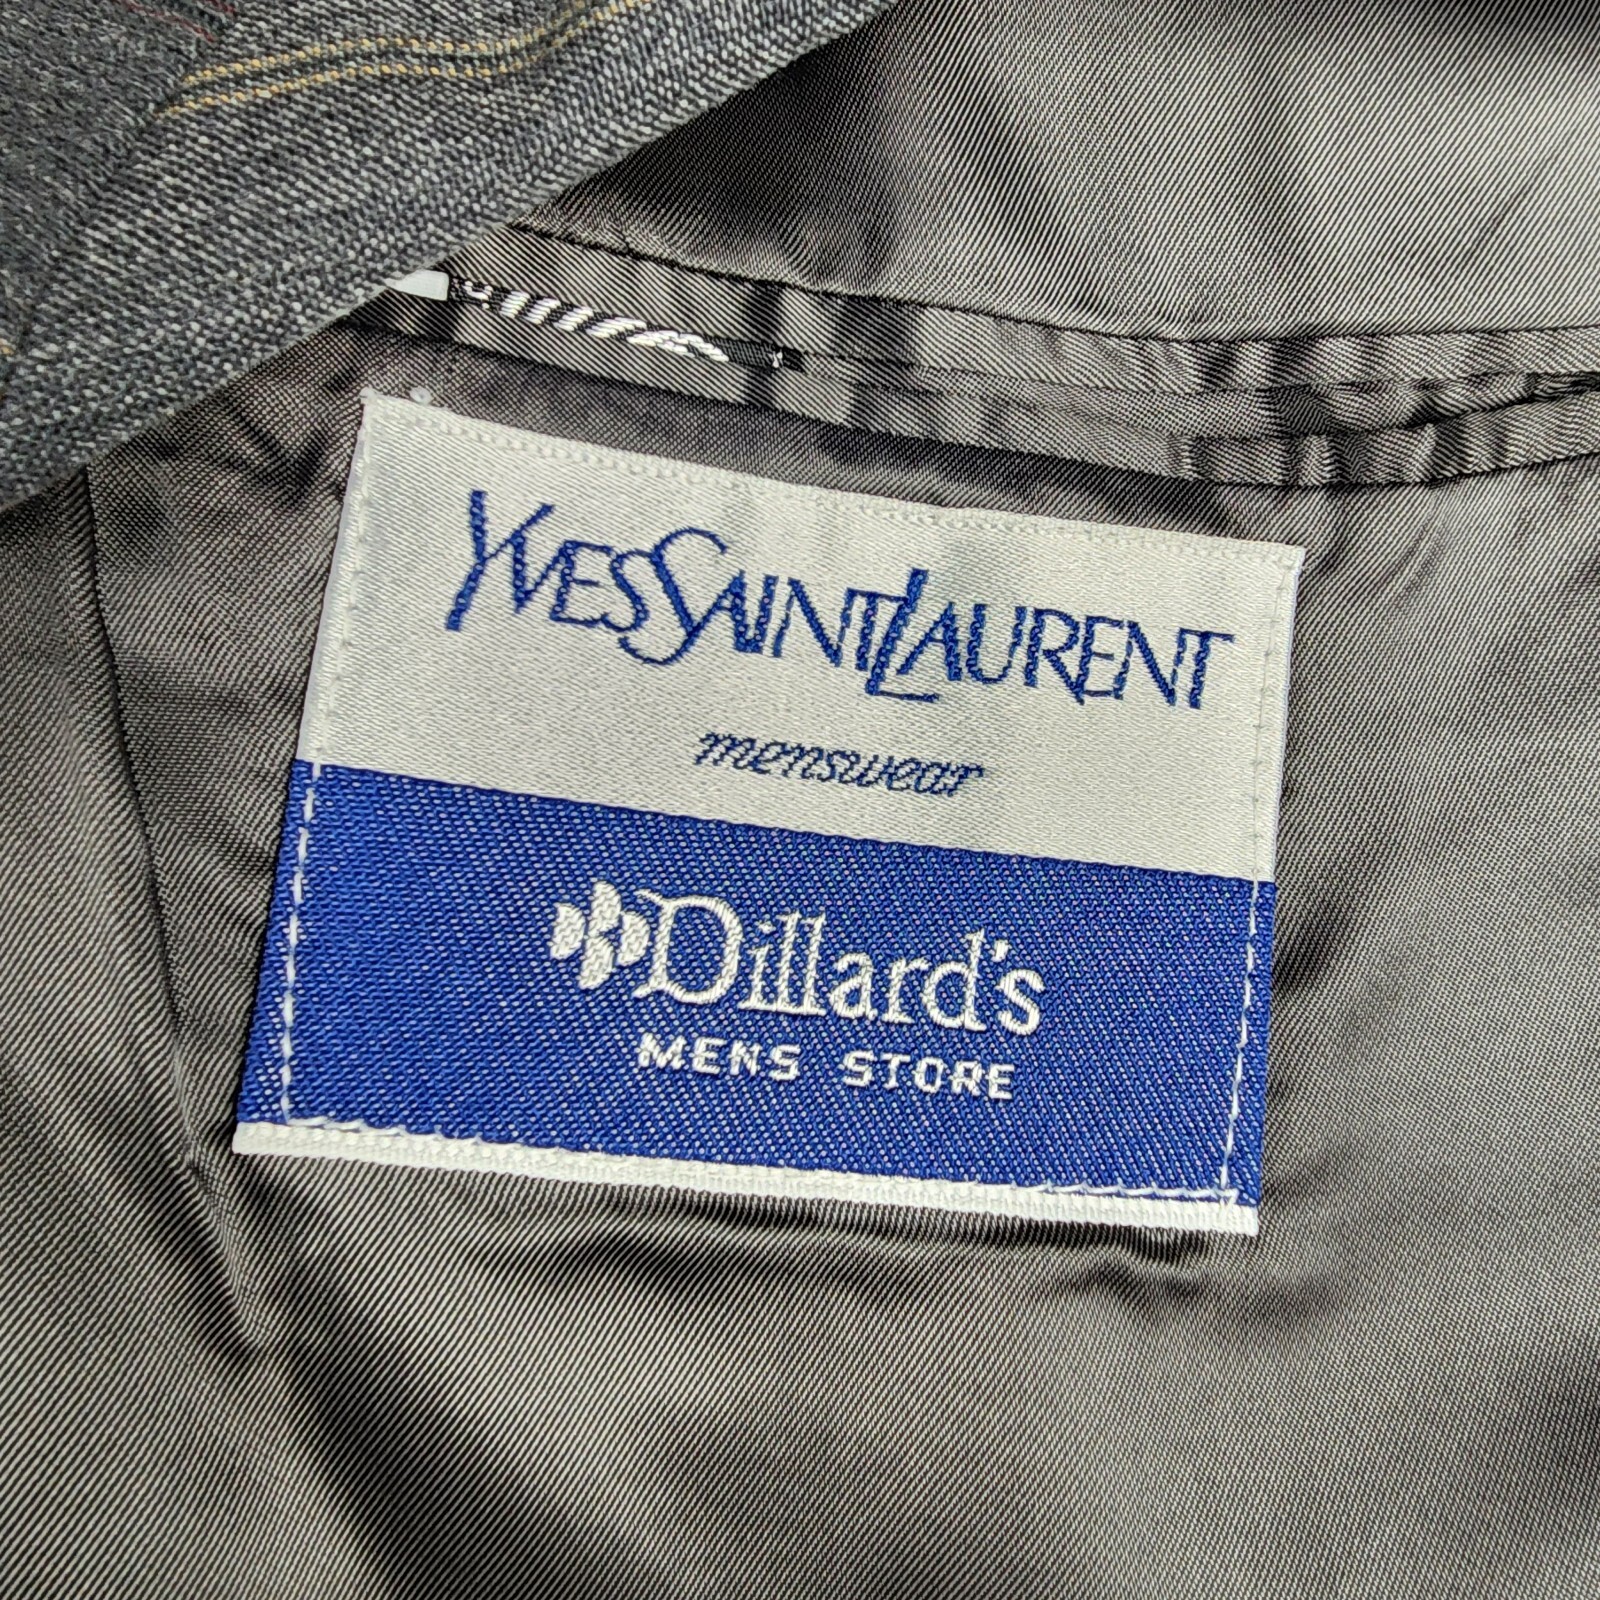 YVESSAINTLAURENT
menswear
Dillard's
MENS STORE